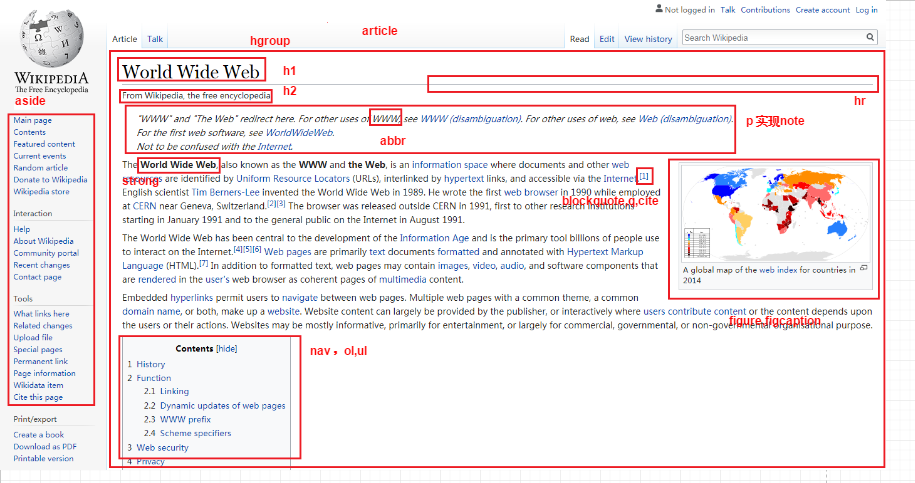 Not logged in Talk Contributions Create account Log in
article
hgroup
Article Talk
Read Edit View history
Search Wikipedia
WIKIPEDIA
The Free Encyclopedia
aside
Main page
Contents
Featured content
Current events
Random article
Donate to Wikipedia
Wikipedia store
Interaction
Help
About Wikipedia
Community portal
Recent changes
Contact page
Tools
What links here
Related changes
Upload file
Special pages
Permanent link
Page information
Wikidata item
Cite this page
Print/export
Create a book
Download as PDF
Printable version
World Wide Web
h1
h2
hr
From Wikipedia, the free encyclopedia
"WWW" and "The Web" redirect here. For other uses of WWW, see WWW (disambiguation). For other uses of web, see Web (disambiguation).
For the first web software, see WorldWideWeb.
Not to be confused with the Internet.
p 实现note
abbr
The World Wide Web, also known as the WWW and the Web, is an information space where documents and other web
resources are identified by Uniform Resource Locators (URLs), interlinked by hypertext links, and accessible via the Internet.[1]
strong
English scientist Tim Berners-Lee invented the World Wide Web in 1989. He wrote the first web browser in 1990 while employed
at CERN near Geneva, Switzerland.[2][3] The browser was released outside CERN in 1991, first to other research institutions
blockquote,q,cite
starting in January 1991 and to the general public on the Internet in August 1991.
The World Wide Web has been central to the development of the Information Age and is the primary tool billions of people use
to interact on the Internet.[4][5][6] Web pages are primarily text documents formatted and annotated with Hypertext Markup
Language (HTML).[7] In addition to formatted text, web pages may contain images, video, audio, and software components that
are rendered in the user's web browser as coherent pages of multimedia content.
A global map of the web index for countries in
2014
Embedded hyperlinks permit users to navigate between web pages. Multiple web pages with a common theme, a common
domain name, or both, make up a website. Website content can largely be provided by the publisher, or interactively where users contribute content or the content depends upon
the users or their actions. Websites may be mostly informative, primarily for entertainment, or largely for commercial, governmental, or non-governmental organisational purpose.
figure,figcaption
nav，ol,ul
Contents [hide]
1 History
2 Function
2.1 Linking
2.2 Dynamic updates of web pages
2.3 WWW prefix
2.4 Scheme specifiers
3 Web security
4 Privacy